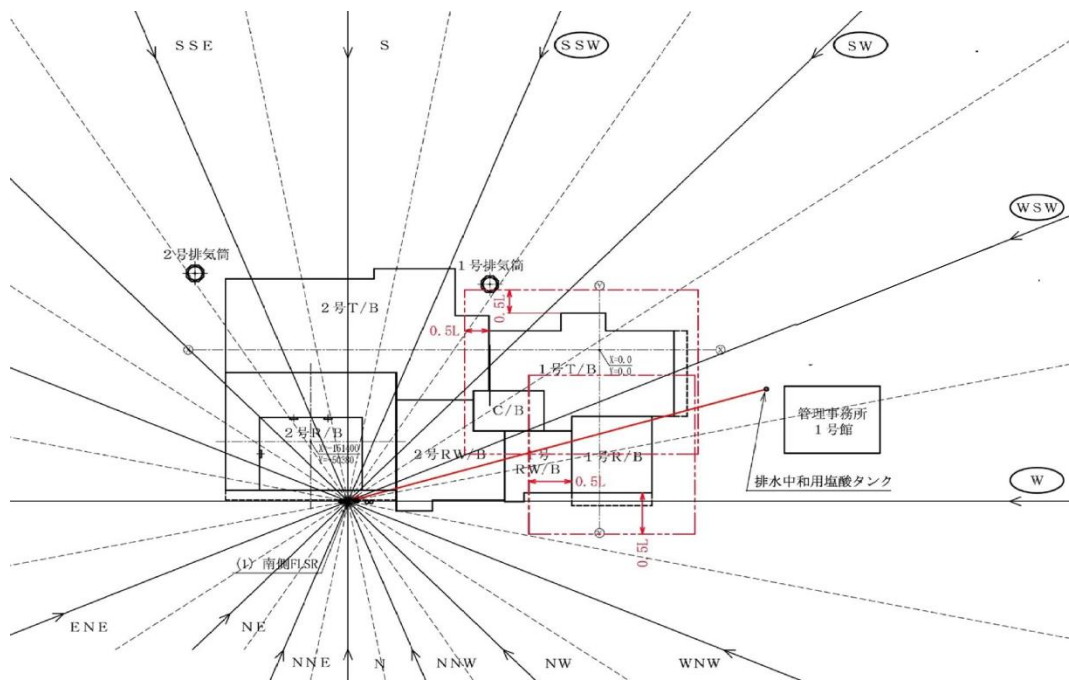 SSE
S
SSW
SW
WSW
2号排気筒
1号排気筒
2号T/B
0.5L
0.5L
1号T/B
X=0.0
Y=0.0
C/B
管理事務所
1号館
2号R/B
2号RW/B
1号
RW/B
1号R/B
排水中和用塩酸タンク
W
0.5L
0.5L
(1) 南側FLSR
ENE
NE
NNE
N
NNW
NW
WNW